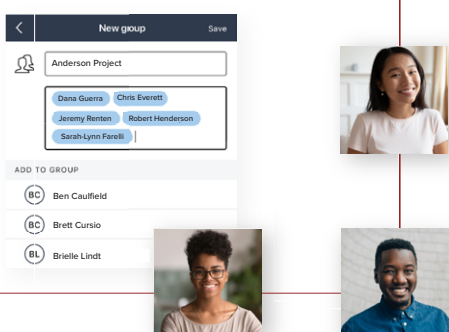 New group Save
Anderson Project
Dana Guerra Chris Everett
Jeremy Renten Robert Henderson
Sarah-Lynn Farelli
ADD TO GROUP
BC Ben Caulfield
BC Brett Cursio
BL Brielle Lindt